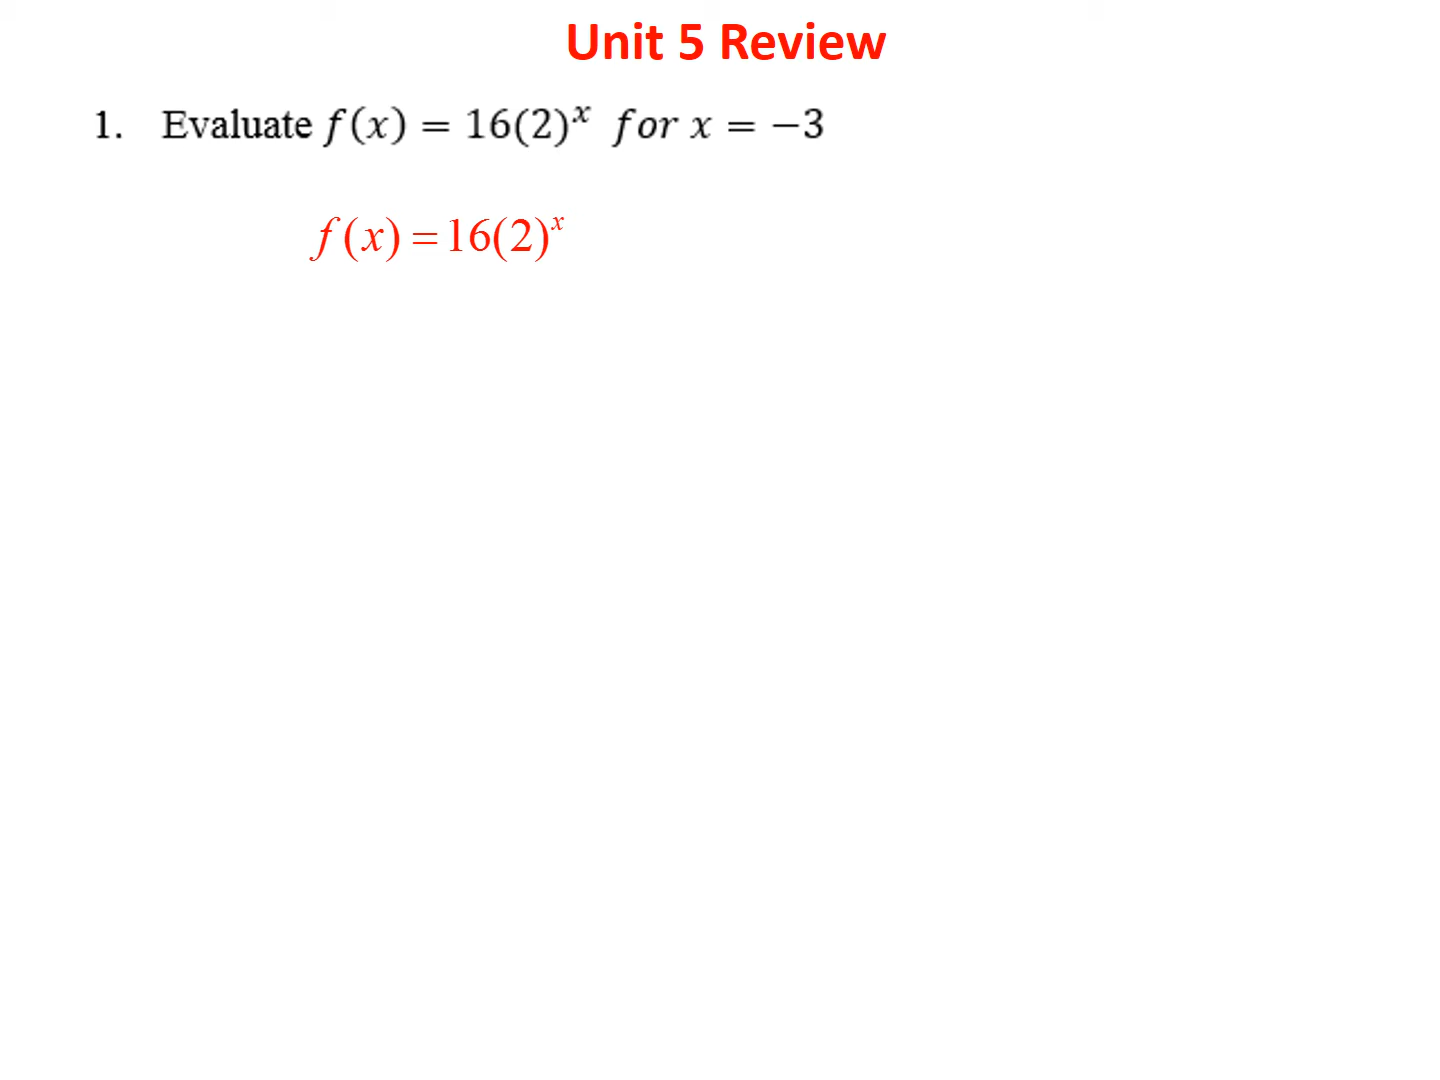 Unit 5 Review
1. Evaluate f(x) = 16(2)ˣ for x = −3
f(x) = 16(2)ˣ